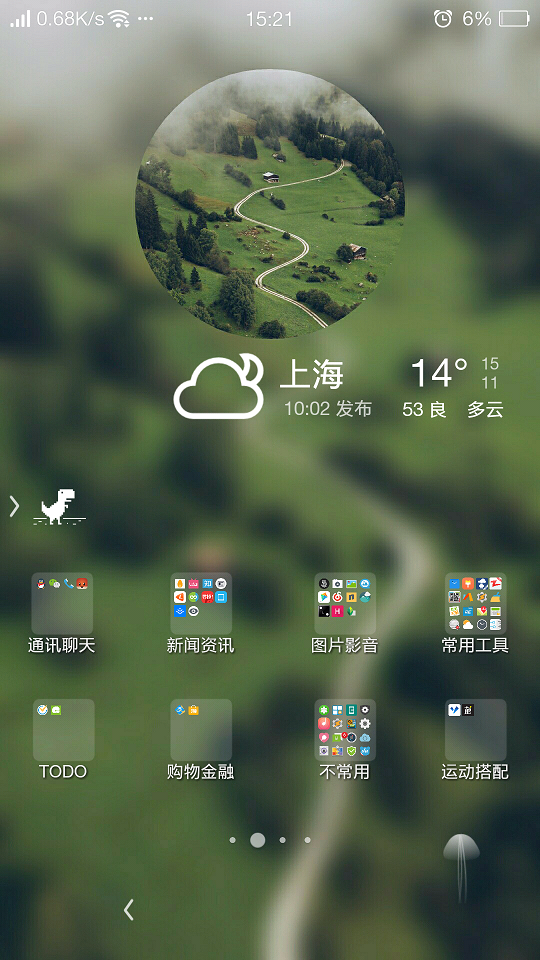 0.68K/s 15:21 6%
上海 14° 15
11
10:02 发布 53 良 多云
通讯聊天 新闻资讯 图片影音 常用工具
TODO 购物金融 不常用 运动搭配